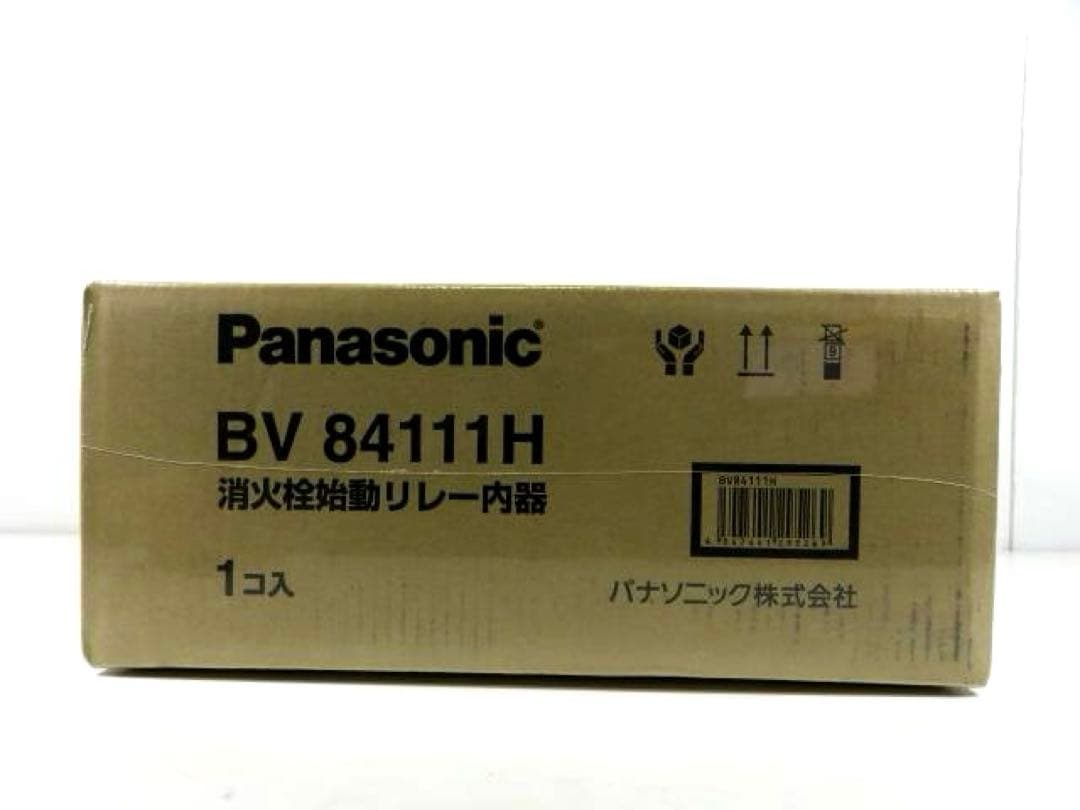 Panasonic
BV 84111H
消火栓始動リレー内器
1コ入
9
BV84111H
パナソニック株式会社